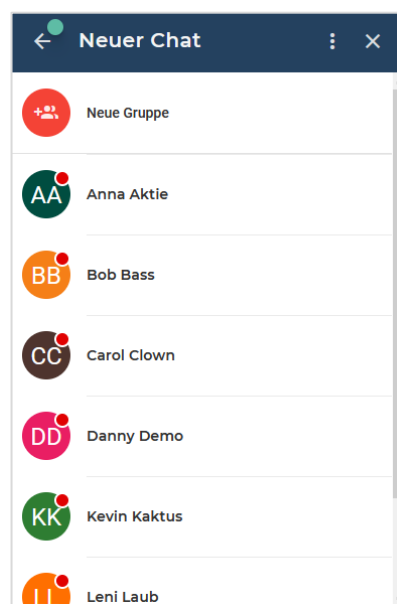 Neuer Chat
Neue Gruppe
AA Anna Aktie
BB Bob Bass
CC Carol Clown
DD Danny Demo
KK Kevin Kaktus
LL Leni Laub